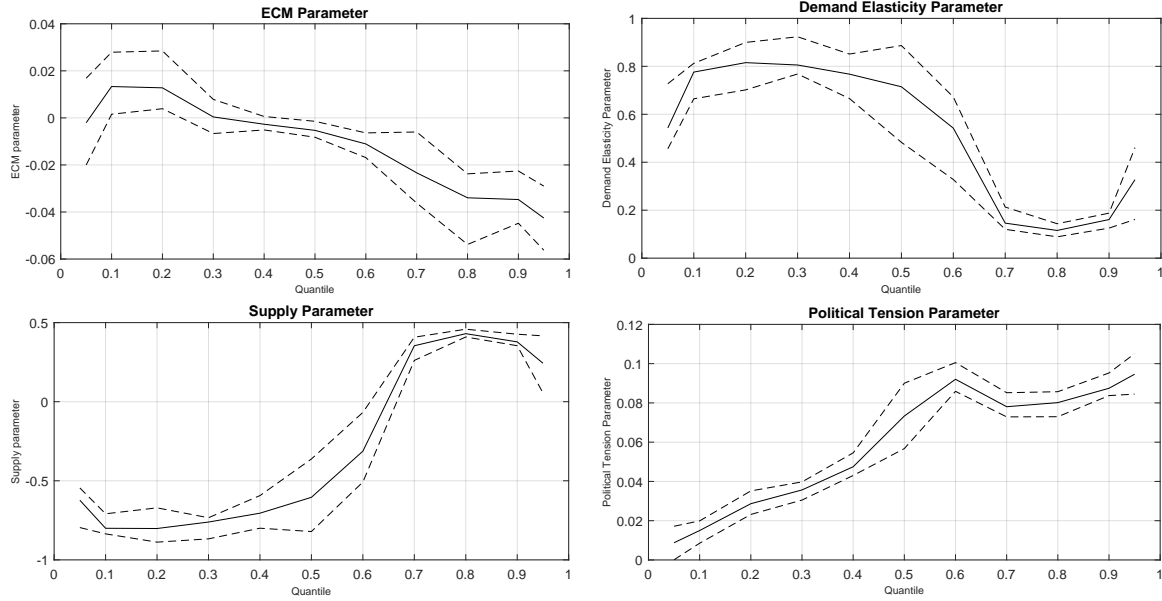 ECM Parameter
0.04
0.02
0
-0.02
-0.04
-0.06
ECM parameter
0 0.1 0.2 0.3 0.4 0.5 0.6 0.7 0.8 0.9 1
Quantile
Demand Elasticity Parameter
1
0.8
0.6
0.4
0.2
0
Demand Elasticity Parameter
0 0.1 0.2 0.3 0.4 0.5 0.6 0.7 0.8 0.9 1
Quantile
Supply Parameter
0.5
0
-0.5
-1
Supply parameter
0 0.1 0.2 0.3 0.4 0.5 0.6 0.7 0.8 0.9 1
Quantile
Political Tension Parameter
0.12
0.1
0.08
0.06
0.04
0.02
0
Political Tension Parameter
0 0.1 0.2 0.3 0.4 0.5 0.6 0.7 0.8 0.9 1
Quantile